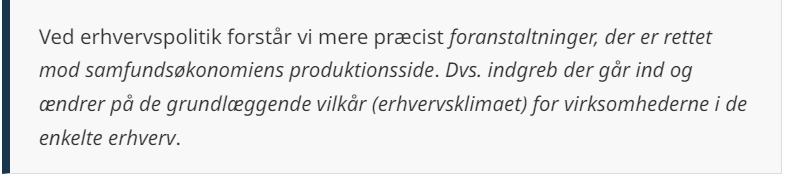 Ved erhvervspolitik forstår vi mere præcist foranstaltninger, der er rettet
mod samfundsøkonomiens produktionsside. Dvs. indgreb der går ind og
ændrer på de grundlæggende vilkår (erhvervsklimaet) for virksomhederne i de
enkelte erhverv.